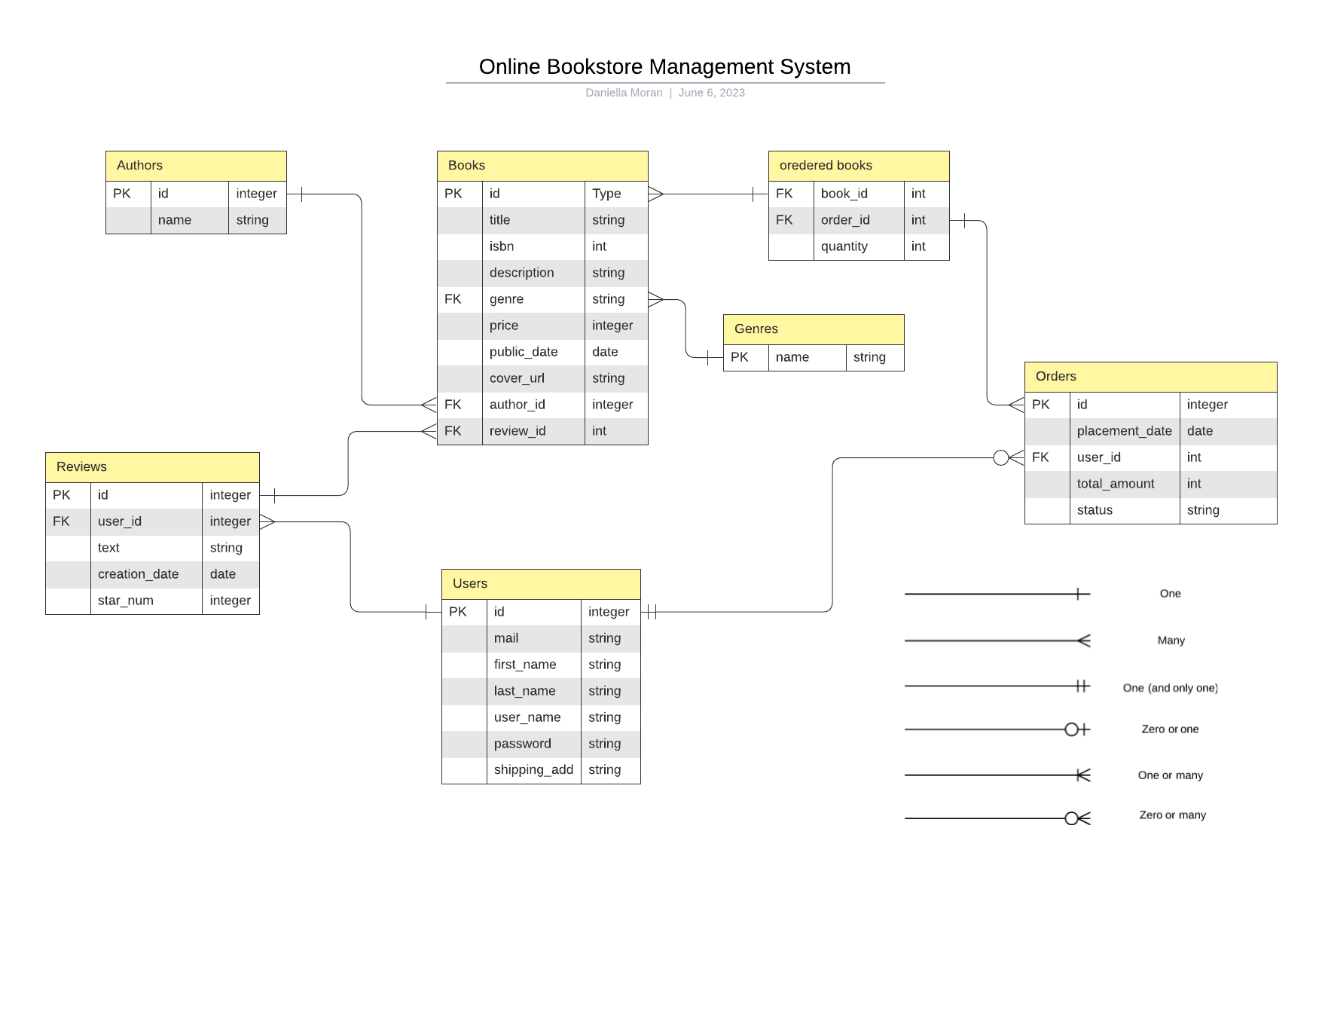 Online Bookstore Management System
Daniella Moran | June 6, 2023
Authors
PK id integer
name string
Books
PK id Type
title string
isbn int
description string
FK genre string
price integer
public_date date
cover_url string
FK author_id integer
FK review_id int
oredered books
FK book_id int
FK order_id int
quantity int
Genres
PK name string
Orders
PK id integer
placement_date date
FK user_id int
total_amount int
status string
Reviews
PK id integer
FK user_id integer
text string
creation_date date
star_num integer
Users
PK id integer
mail string
first_name string
last_name string
user_name string
password string
shipping_add string
One
Many
One (and only one)
Zero or one
One or many
Zero or many